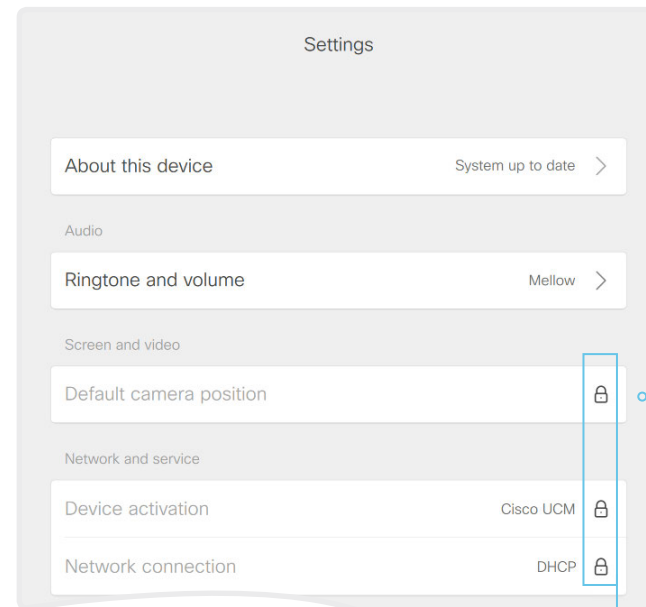 Settings
About this device System up to date
Audio
Ringtone and volume Mellow
Screen and video
Default camera position
Network and service
Device activation Cisco UCM
Network connection DHCP